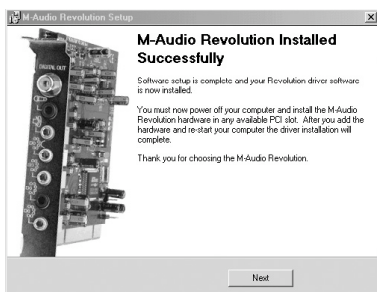 M-Audio Revolution Setup
M-Audio Revolution Installed
Successfully
Software setup is complete and your Revolution driver software
is now installed.
You must now power off your computer and install the M-Audio
Revolution hardware in any available PCI slot. After you add the
hardware and re-start your computer the driver installation will
complete.
Thank you for choosing the M-Audio Revolution.
DIGITAL OUT
Next